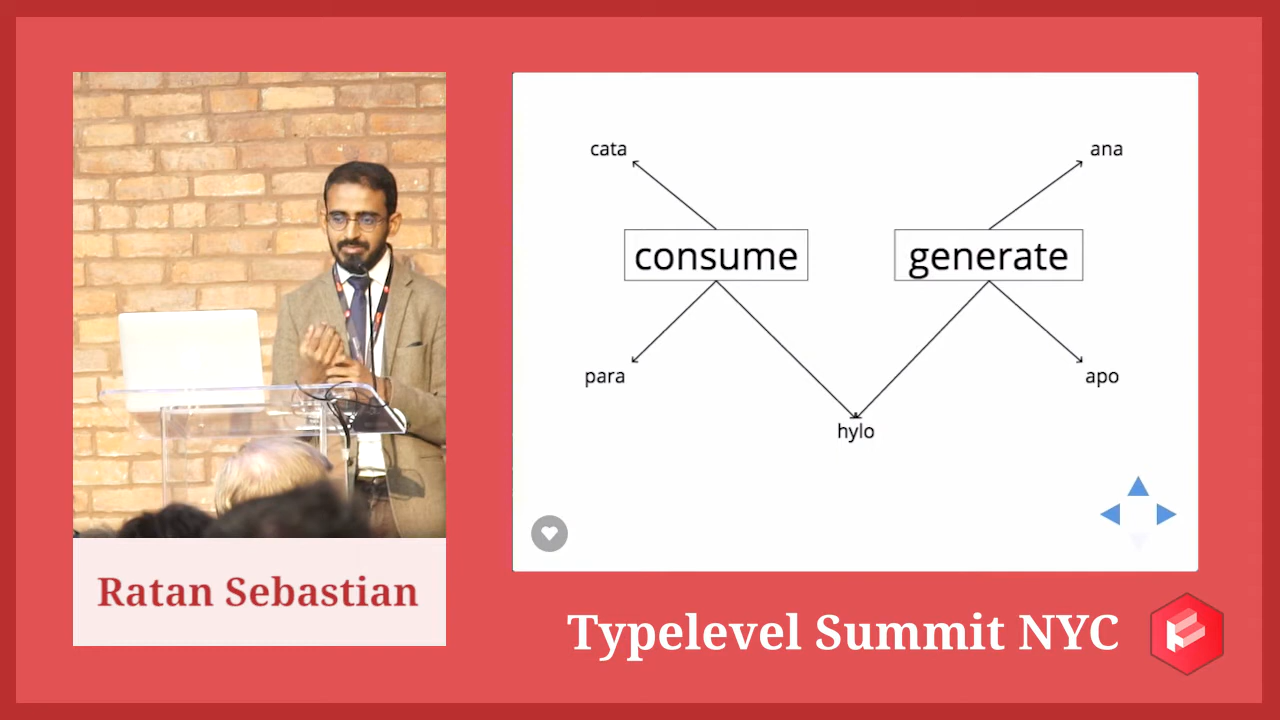 cata
ana
consume
generate
para
apo
hylo
Ratan Sebastian
Typelevel Summit NYC